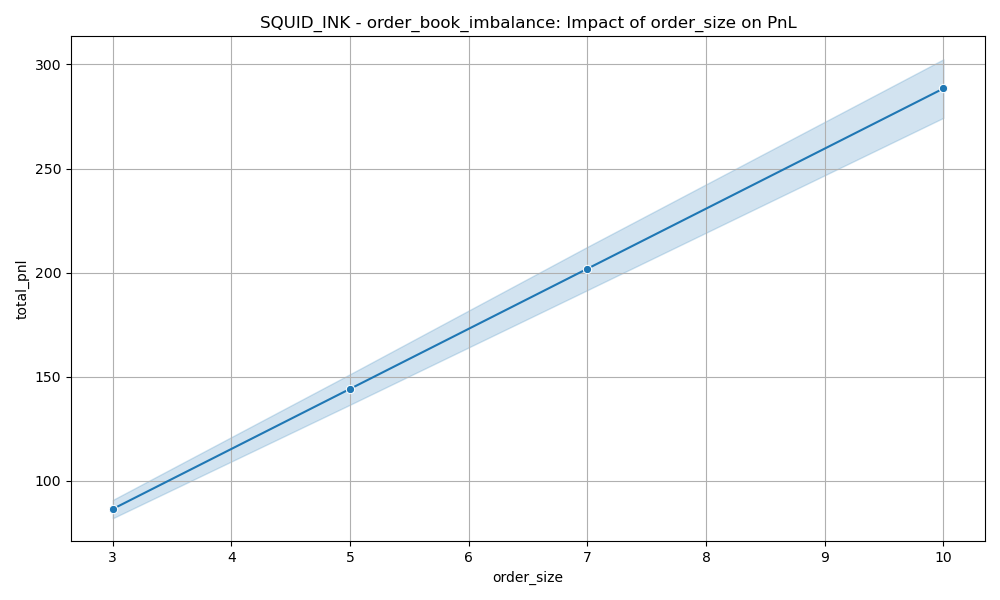 SQUID_INK - order_book_imbalance: Impact of order_size on PnL
300
250
200
150
100
total_pnl
3 4 5 6 7 8 9 10
order_size